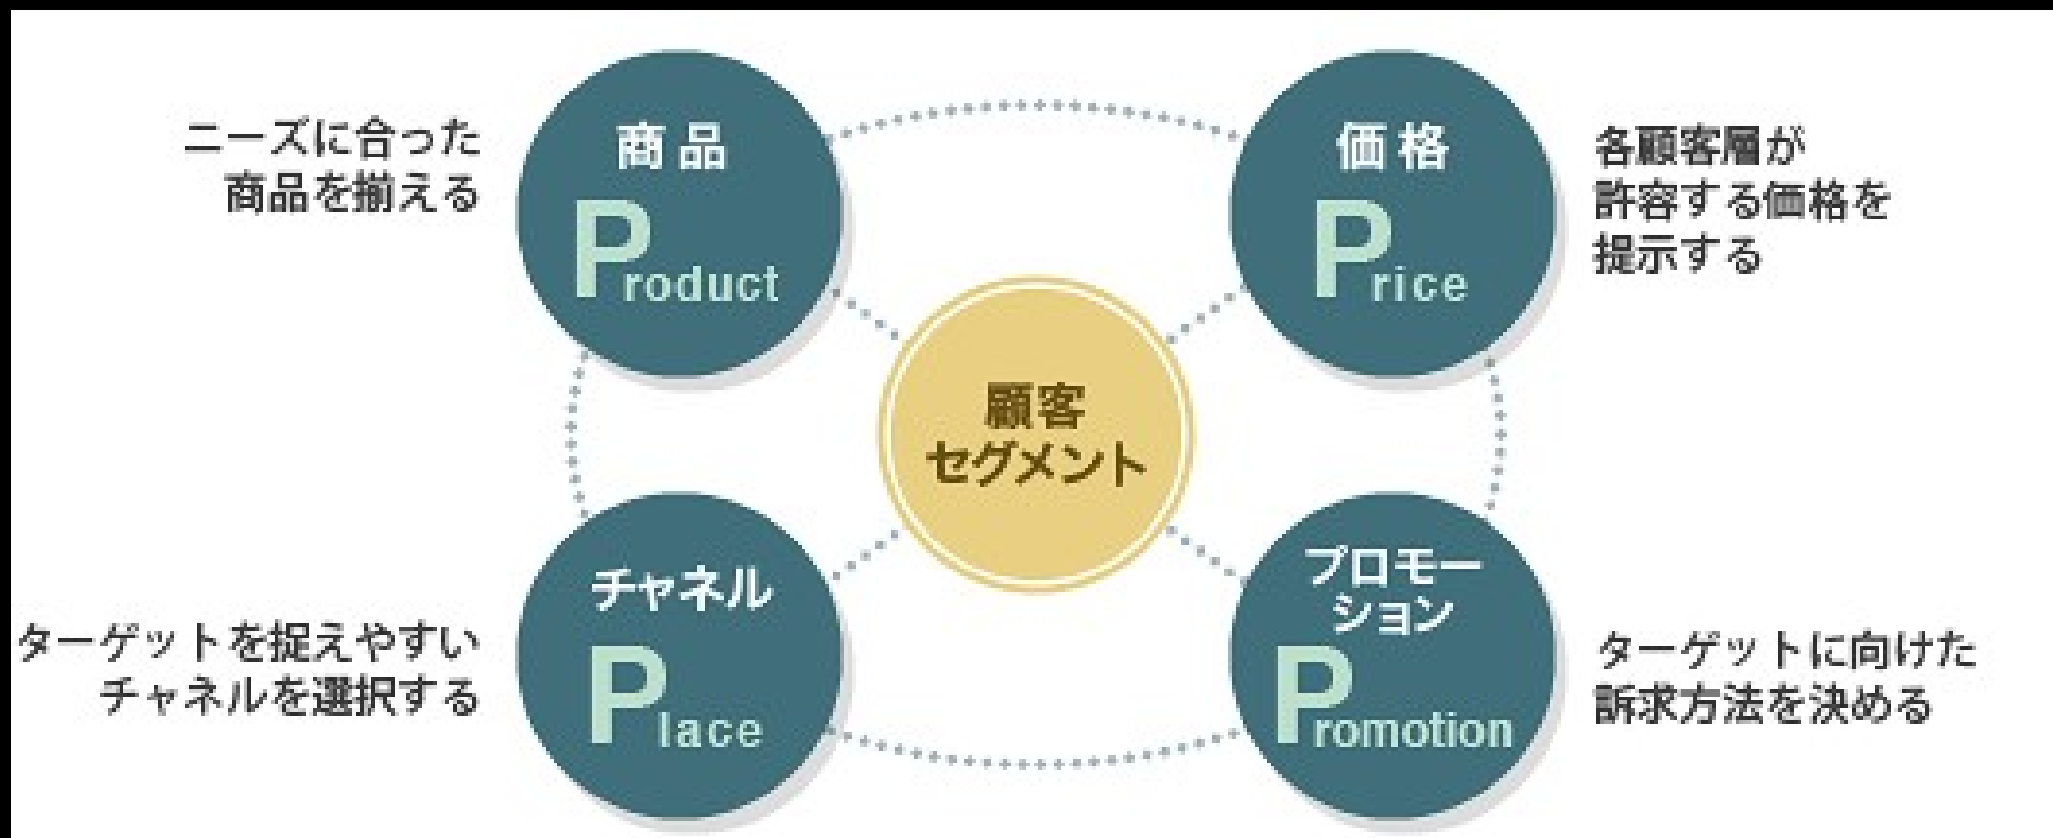 ニーズに合った
商品を揃える
商品
Product
価格
Price
各顧客層が
許容する価格を
提示する
顧客
セグメント
ターゲットを捉えやすい
チャネルを選択する
チャネル
Place
プロモー
ション
Promotion
ターゲットに向けた
訴求方法を決める